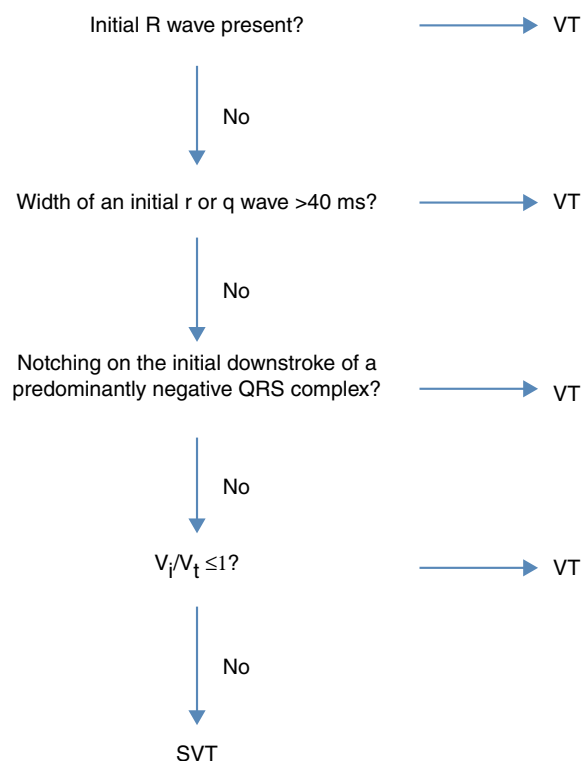 Initial R wave present? VT
No
Width of an initial r or q wave >40 ms? VT
No
Notching on the initial downstroke of a
predominantly negative QRS complex? VT
No
Vi/Vt ≤1? VT
No
SVT